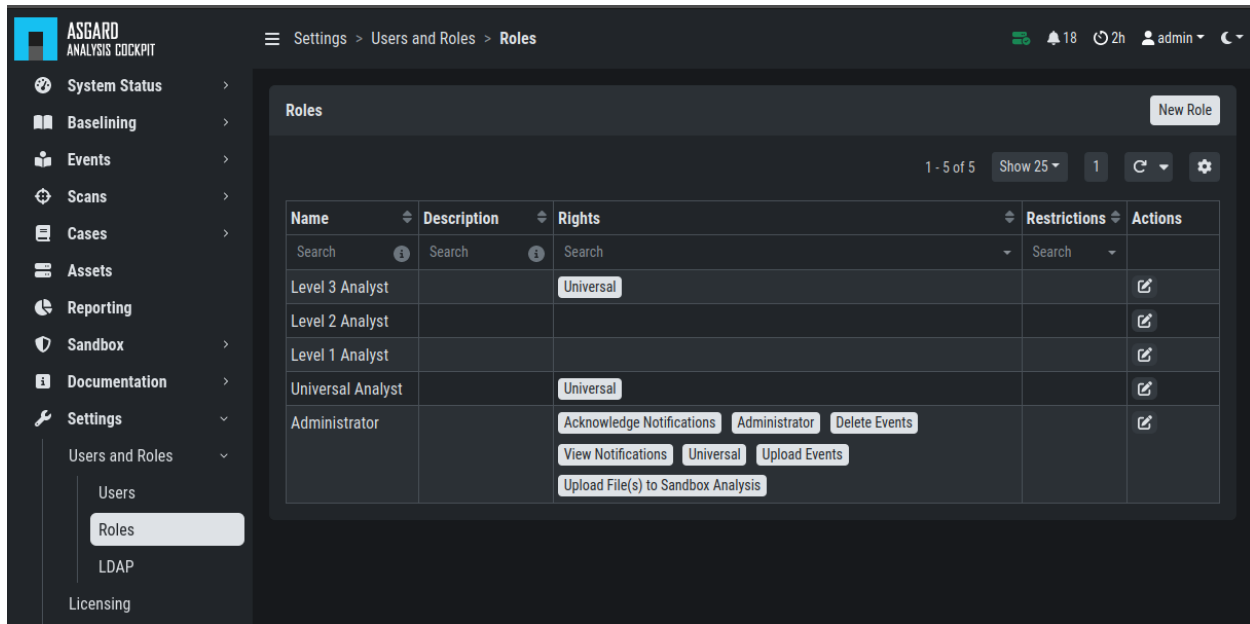 ASGARD
ANALYSIS COCKPIT
Settings > Users and Roles > Roles
18 2h admin
System Status
Baselining
Events
Scans
Cases
Assets
Reporting
Sandbox
Documentation
Settings
Users and Roles
Users
Roles
LDAP
Licensing
Roles New Role
1 - 5 of 5 Show 25 1
Name Description Rights Restrictions Actions
Search Search Search Search
Level 3 Analyst Universal
Level 2 Analyst
Level 1 Analyst
Universal Analyst Universal
Administrator Acknowledge Notifications Administrator Delete Events
View Notifications Universal Upload Events
Upload File(s) to Sandbox Analysis